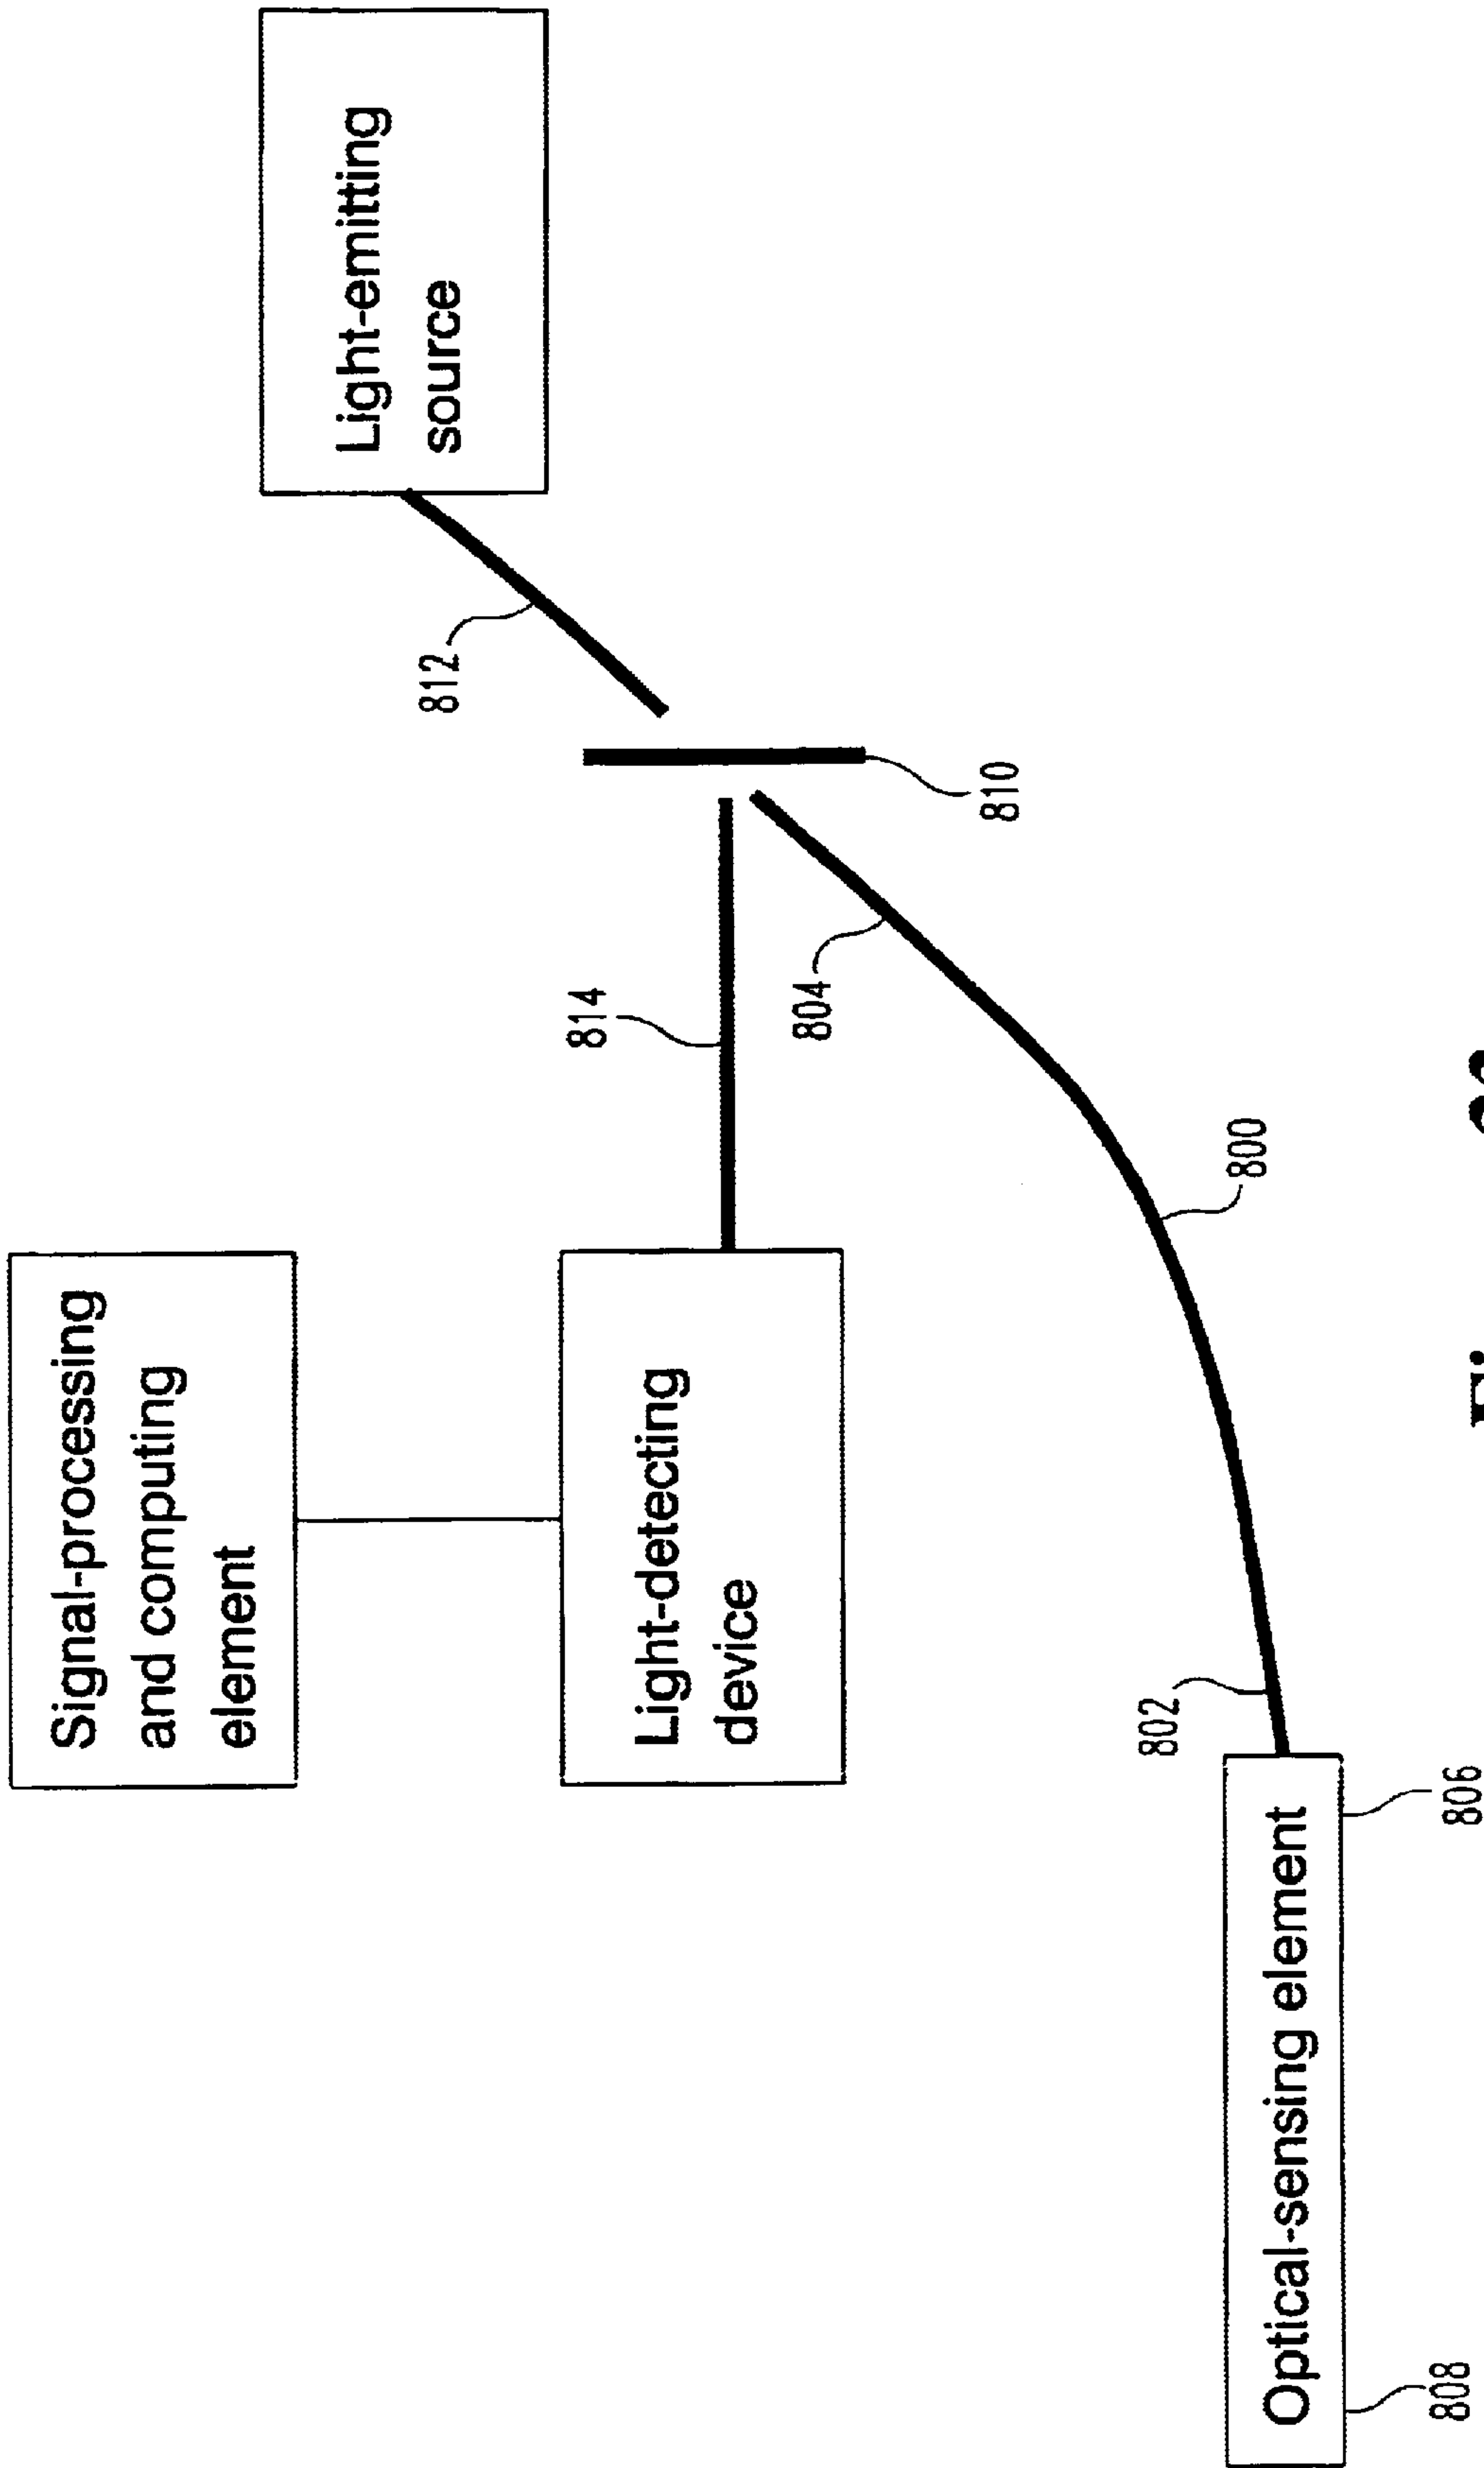 Signal-processing
and computing
element
Light-emitting
source
812
Light-detecting
device
814
804
810
800
802
Optical-sensing element
806
808